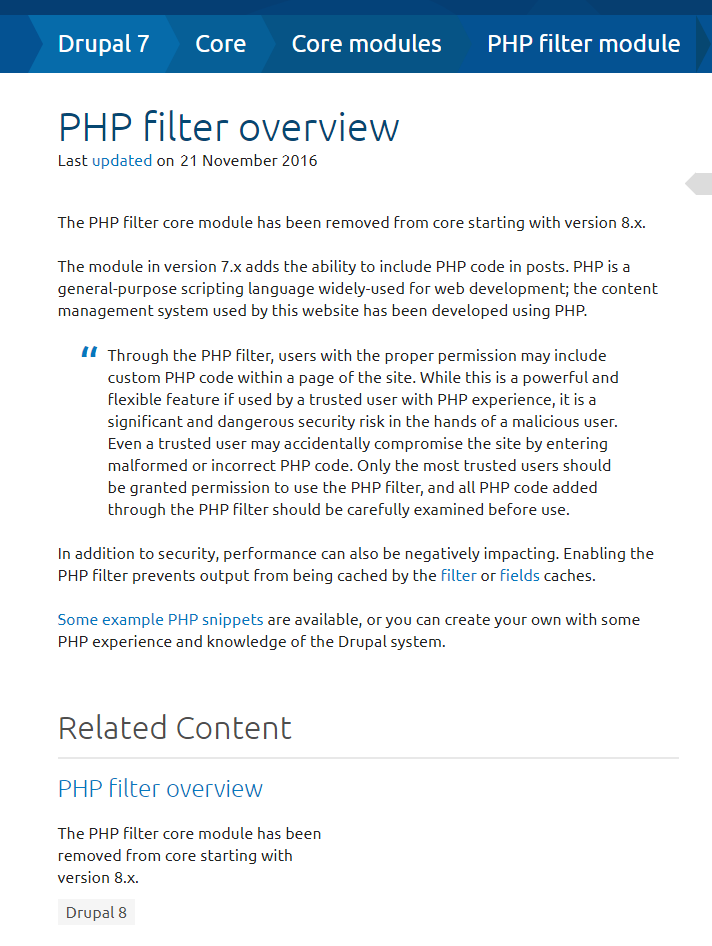 Drupal 7 Core Core modules PHP filter module
PHP filter overview
Last updated on 21 November 2016
The PHP filter core module has been removed from core starting with version 8.x.
The module in version 7.x adds the ability to include PHP code in posts. PHP is a
general-purpose scripting language widely-used for web development; the content
management system used by this website has been developed using PHP.
“ Through the PHP filter, users with the proper permission may include
custom PHP code within a page of the site. While this is a powerful and
flexible feature if used by a trusted user with PHP experience, it is a
significant and dangerous security risk in the hands of a malicious user.
Even a trusted user may accidentally compromise the site by entering
malformed or incorrect PHP code. Only the most trusted users should
be granted permission to use the PHP filter, and all PHP code added
through the PHP filter should be carefully examined before use.
In addition to security, performance can also be negatively impacting. Enabling the
PHP filter prevents output from being cached by the filter or fields caches.
Some example PHP snippets are available, or you can create your own with some
PHP experience and knowledge of the Drupal system.
Related Content
PHP filter overview
The PHP filter core module has been
removed from core starting with
version 8.x.
Drupal 8